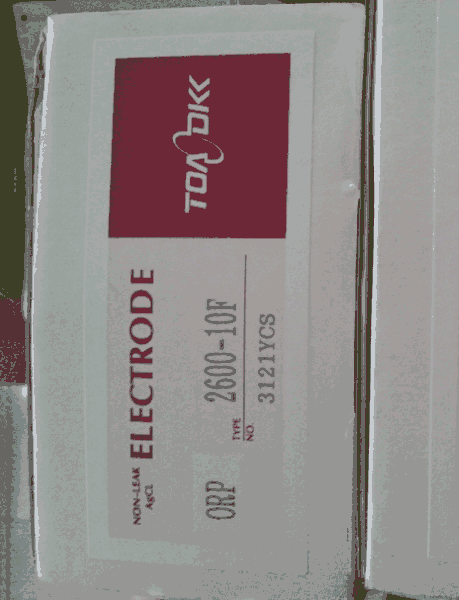 NON-LEAK
AgCL
ELECTRODE
TOA DKK
ORP
TYPE 2600-10F
NO. 3121YCS